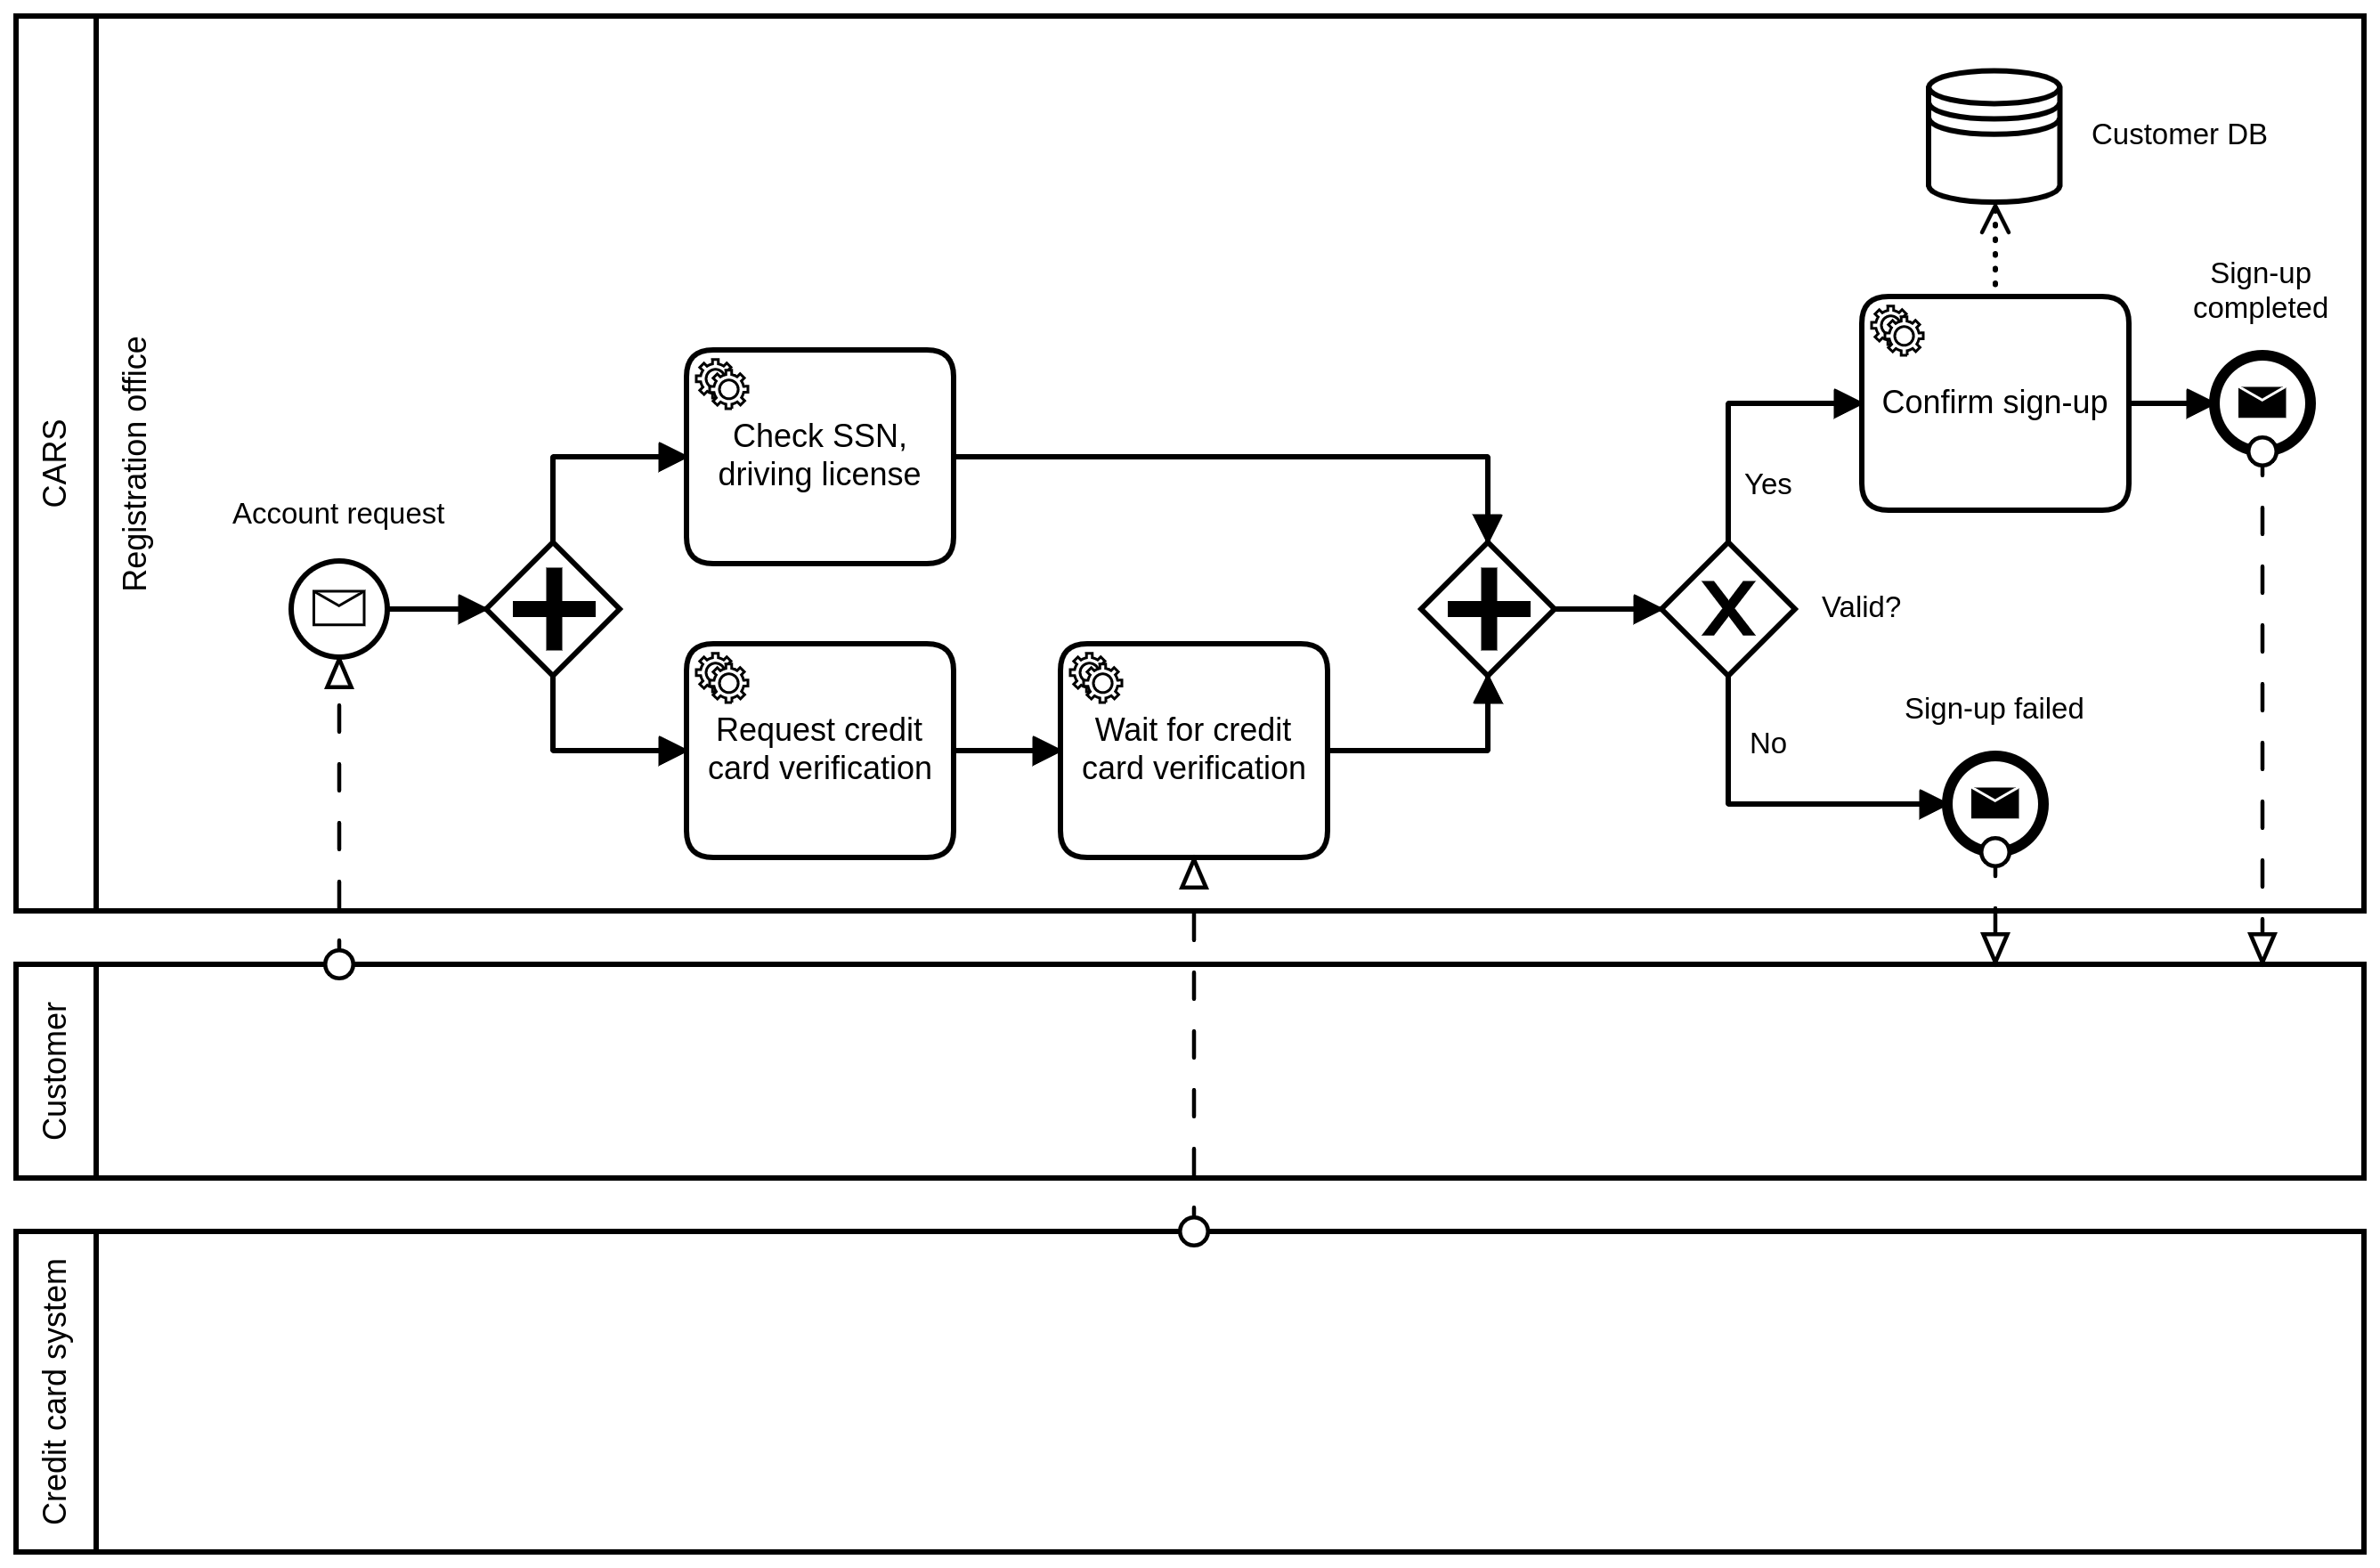 CARS
Registration office
Account request
Check SSN,
driving license
Request credit
card verification
Wait for credit
card verification
Yes
Valid?
No
Customer DB
Confirm sign-up
Sign-up
completed
Sign-up failed
Customer
Credit card system